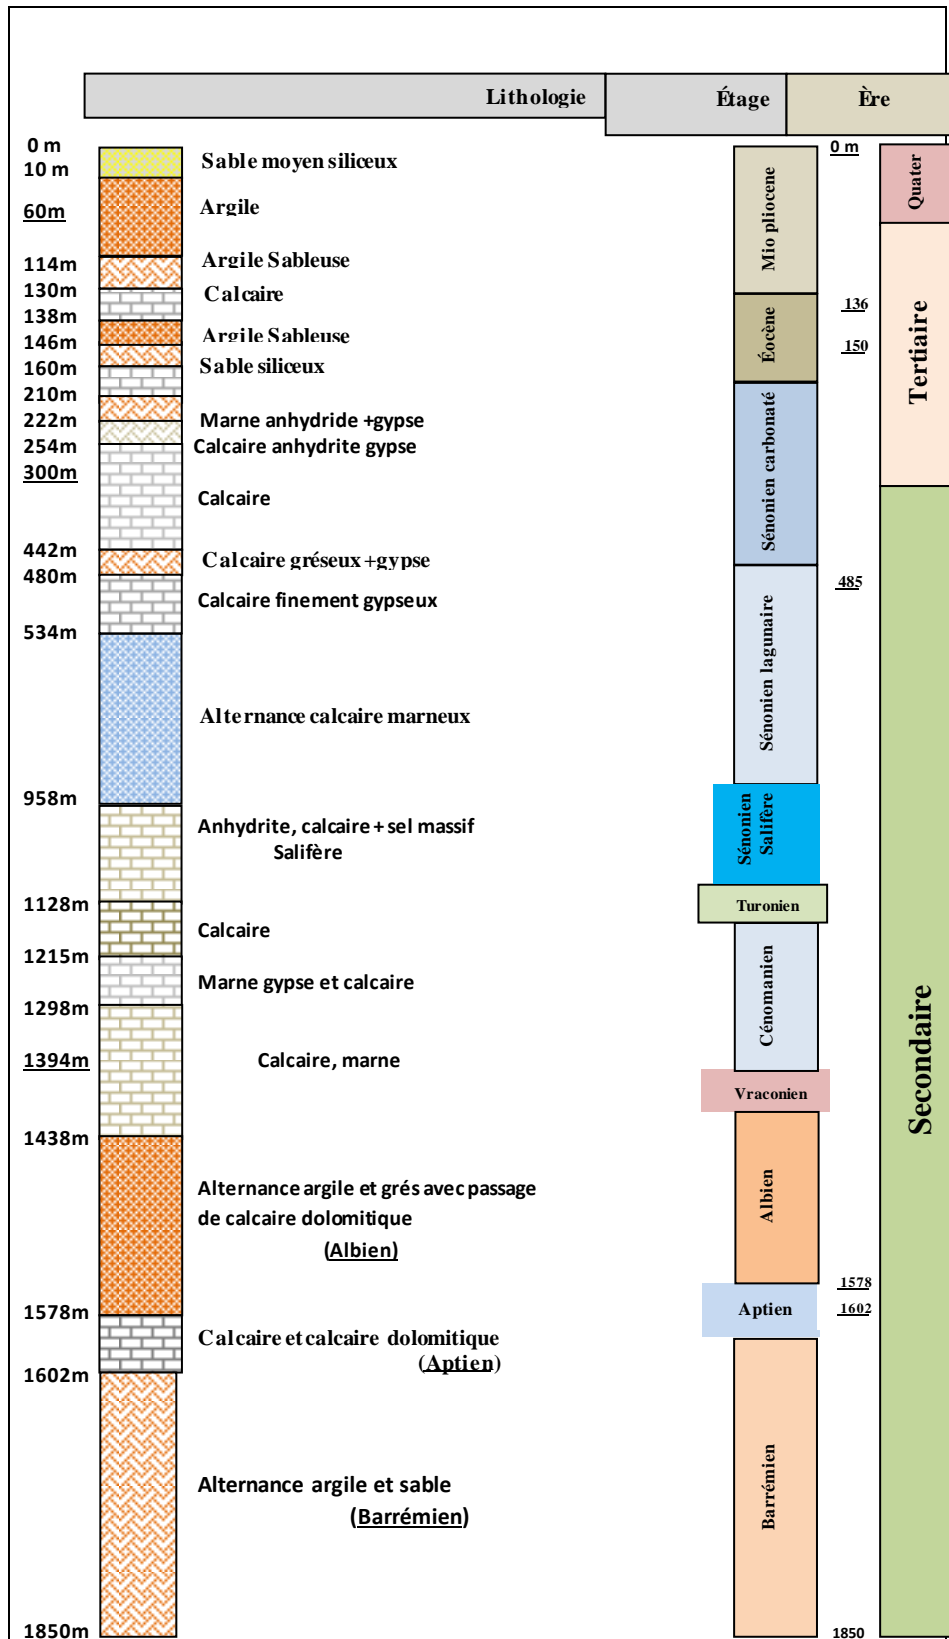 Lithologie
Étage
Ère
0 m
10 m
60m
114m
130m
138m
146m
160m
210m
222m
254m
300m
442m
480m
534m
958m
1128m
1215m
1298m
1394m
1438m
1578m
1602m
1850m
Sable moyen siliceux
Argile
Argile Sableuse
Calcaire
Argile Sableuse
Sable siliceux
Marne anhydride +gypse
Calcaire anhydrite gypse
Calcaire
Calcaire gréseux +gypse
Calcaire finement gypseux
Alternance calcaire marneux
Anhydrite, calcaire + sel massif
Salifère
Calcaire
Marne gypse et calcaire
Calcaire, marne
Alternance argile et grés avec passage
de calcaire dolomitique
(Albien)
Calcaire et calcaire dolomitique
(Aptien)
Alternance argile et sable
(Barrémien)
Mio pliocene
Éocène
Sénonien carbonaté
Sénonien lagunaire
Sénonien
Salifère
Turonien
Cénomanien
Vraconien
Albien
Aptien
Barrémien
0 m
136
150
485
1578
1602
1850
Quater
Tertiaire
Secondaire